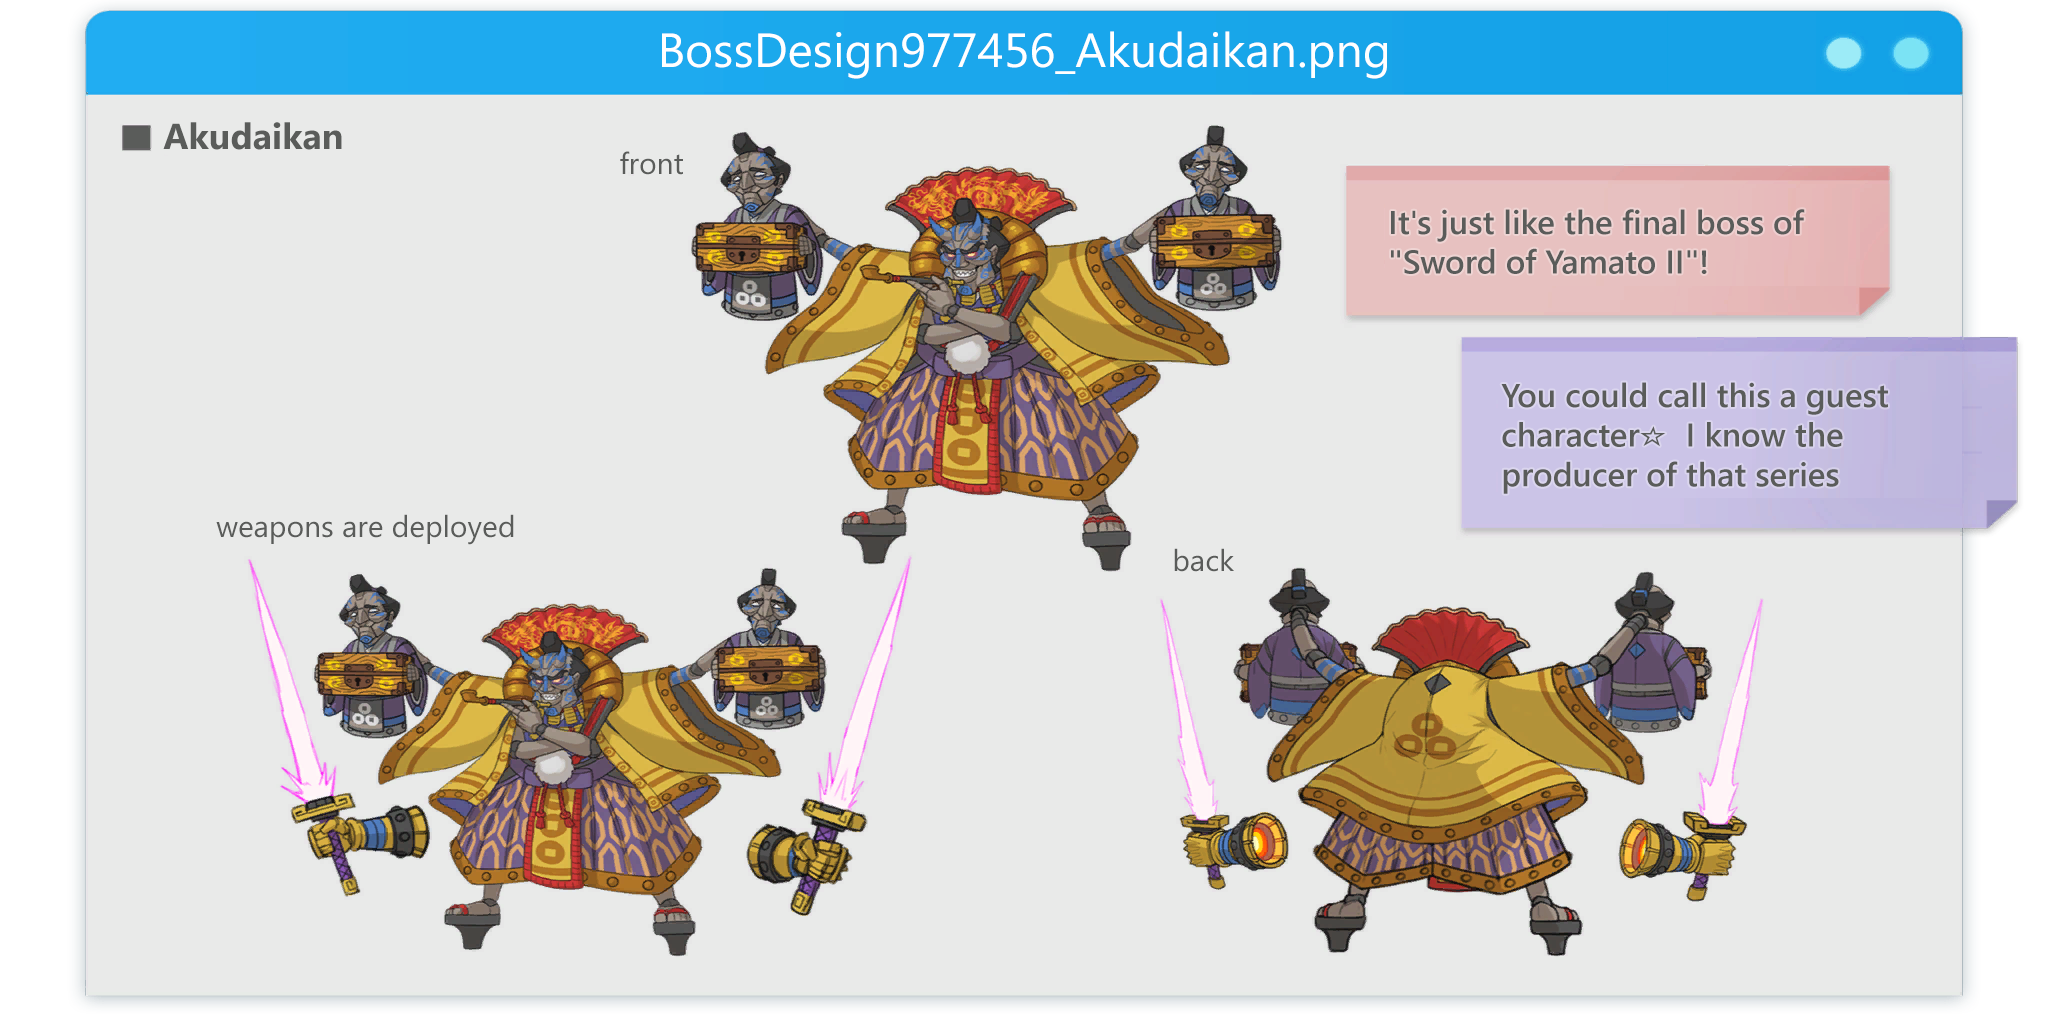 BossDesign977456_Akudaikan.png
■ Akudaikan
front
It's just like the final boss of
"Sword of Yamato II"!
You could call this a guest
character☆ I know the
producer of that series
weapons are deployed
back